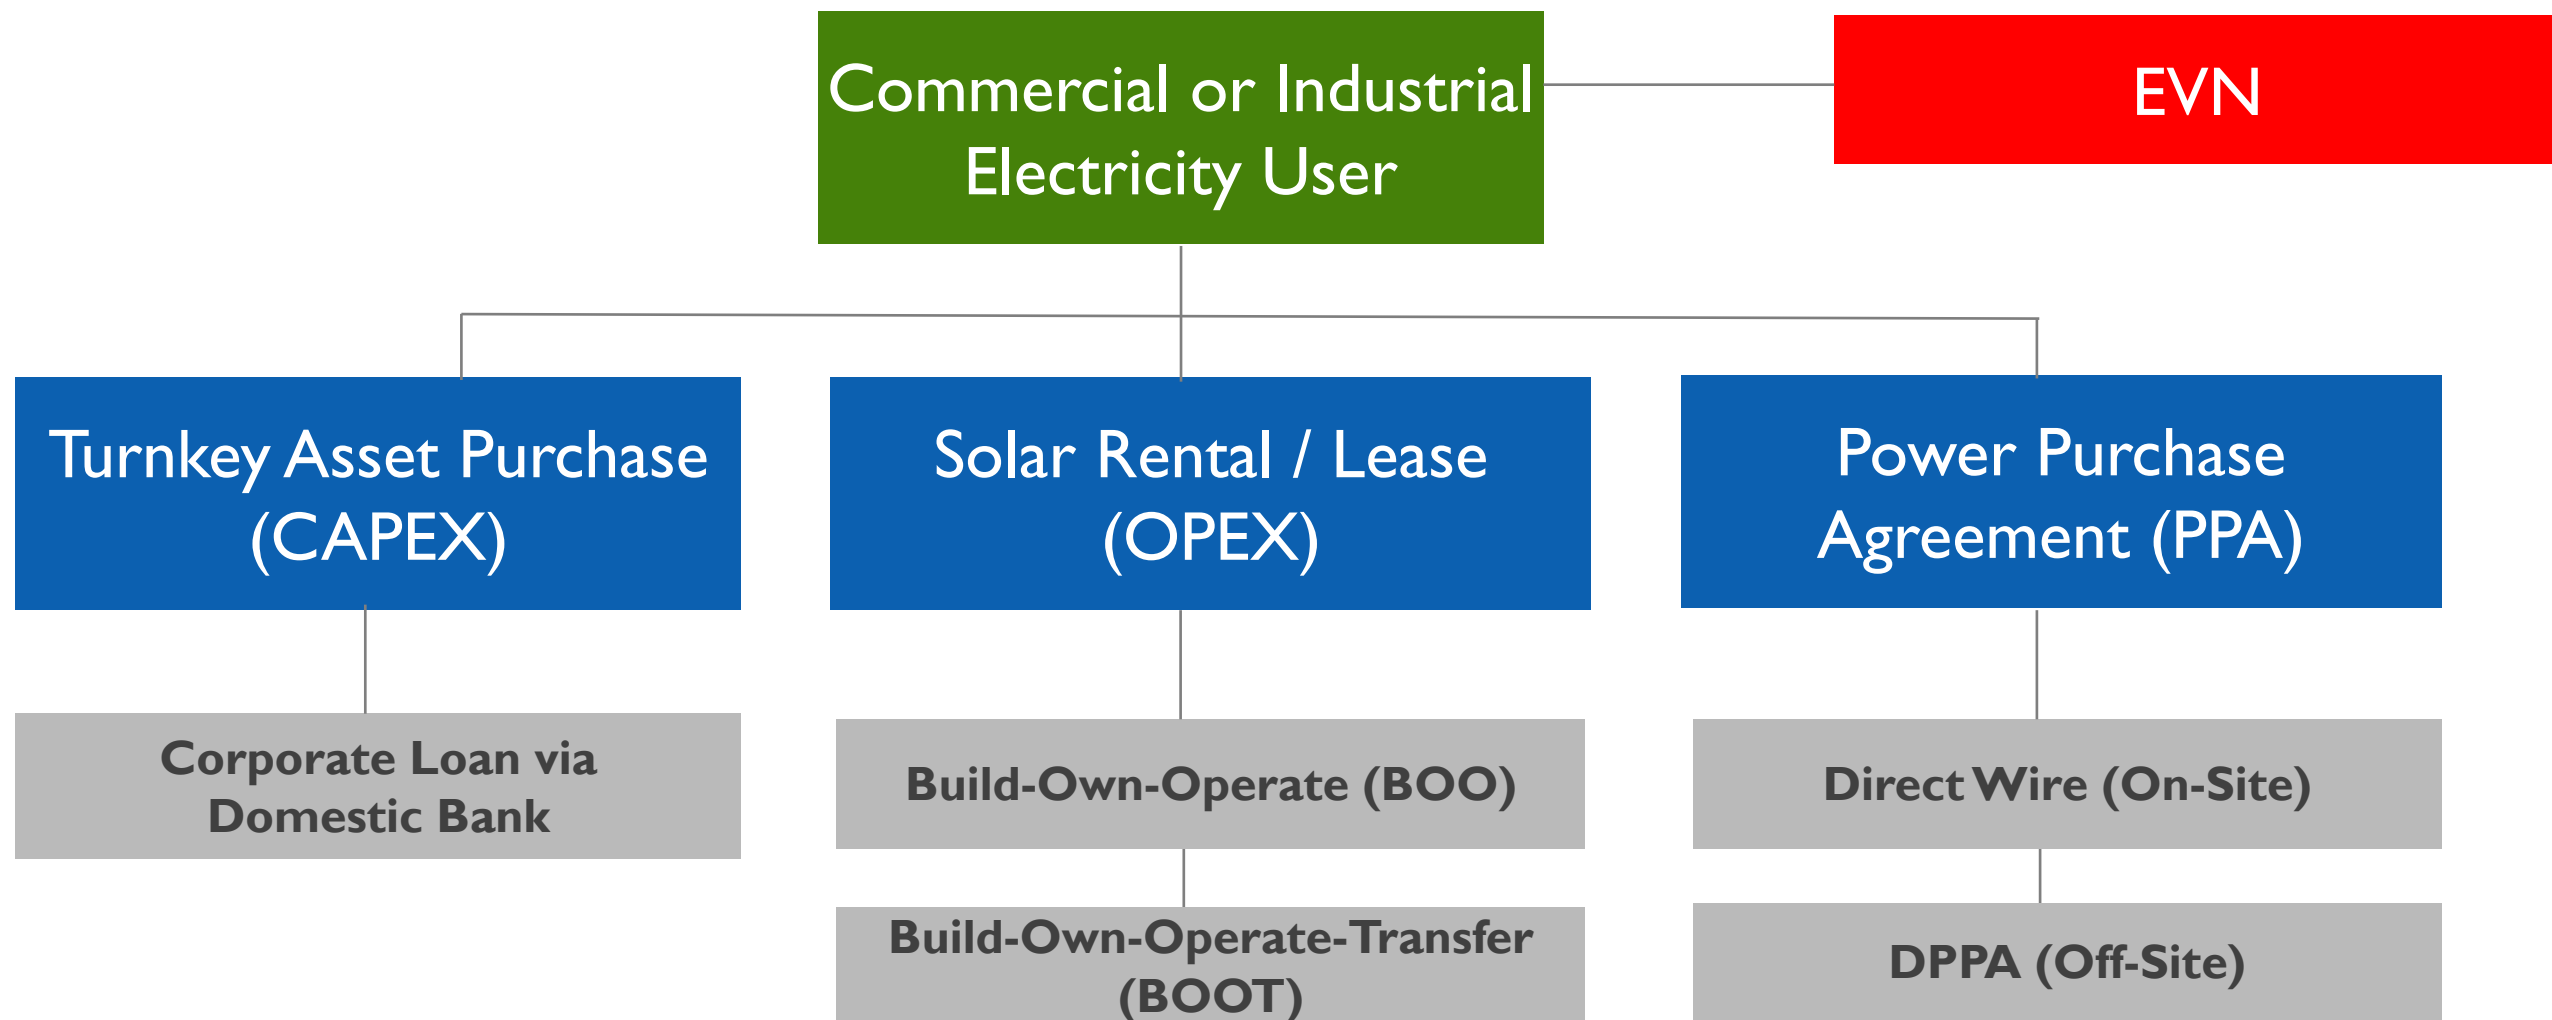 Commercial or Industrial
Electricity User
EVN
Turnkey Asset Purchase
(CAPEX)
Solar Rental / Lease
(OPEX)
Power Purchase
Agreement (PPA)
Corporate Loan via
Domestic Bank
Build-Own-Operate (BOO)
Direct Wire (On-Site)
Build-Own-Operate-Transfer
(BOOT)
DPPA (Off-Site)